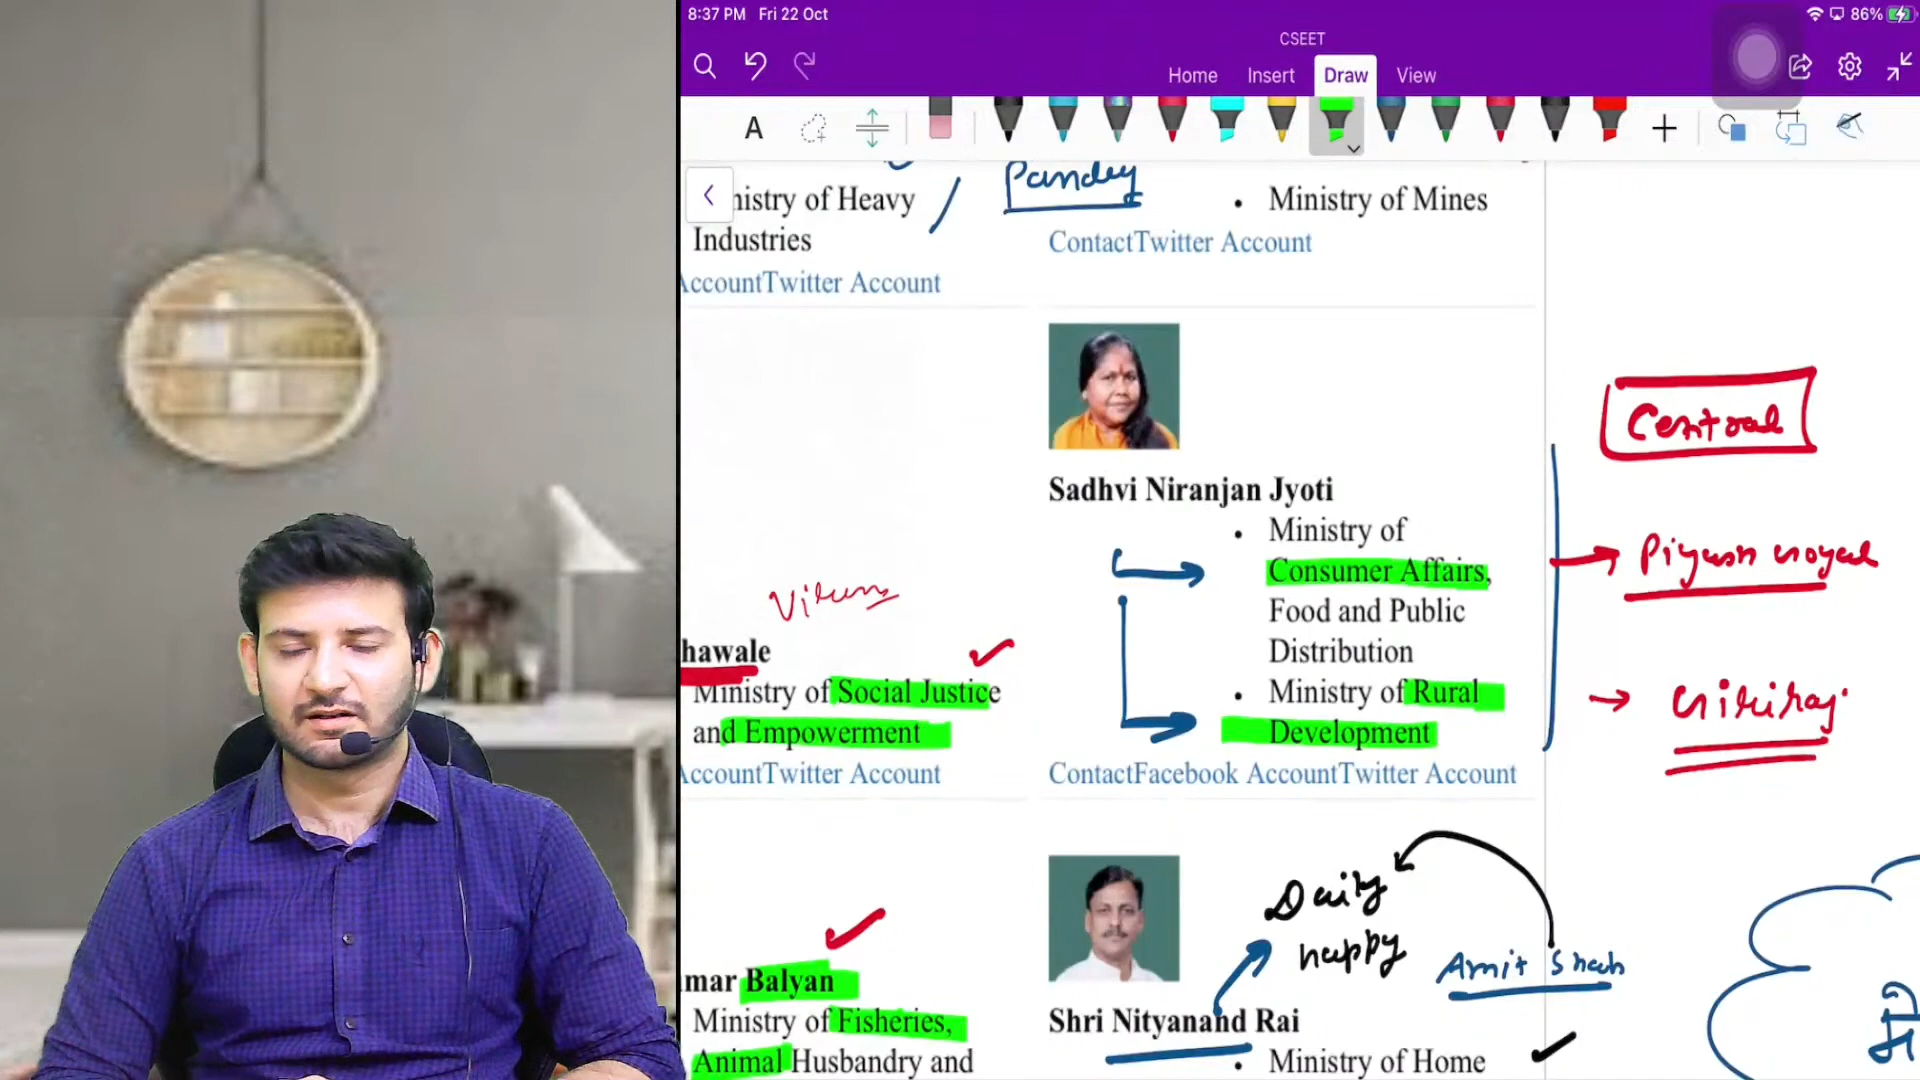 8:37 PM Fri 22 Oct
86%
CSEET
Home Insert Draw View
A
Pandey
nistry of Heavy
Industries
AccountTwitter Account
• Ministry of Mines
ContactTwitter Account
Sadhvi Niranjan Jyoti
• Ministry of
Consumer Affairs,
Food and Public
Distribution
• Ministry of Rural
Development
ContactFacebook AccountTwitter Account
Central
Piyush Goyal
Giriraj
hawale
Ministry of Social Justice
and Empowerment
AccountTwitter Account
mar Balyan
Ministry of Fisheries,
Animal Husbandry and
Daily
happy
Amit Shah
Shri Nityanand Rai
• Ministry of Home